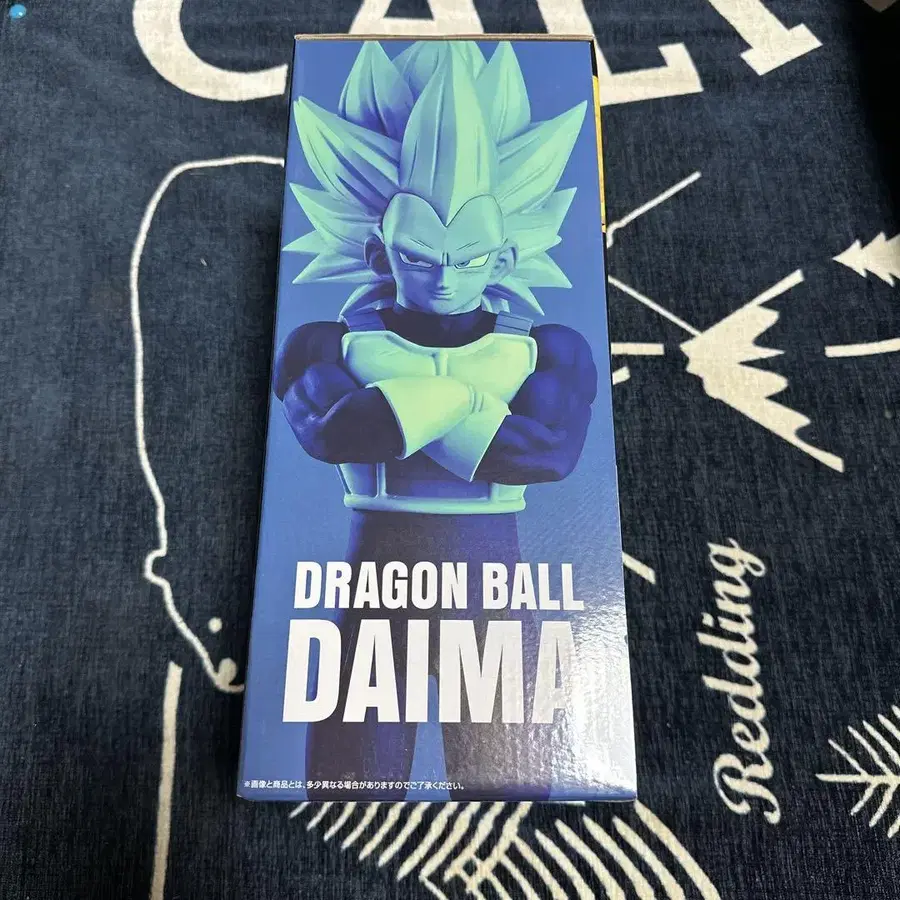 CALI
DRAGON BALL
DAIMA
※画像と商品とは、多少異なる場合がありますのでご了承ください。
Redding